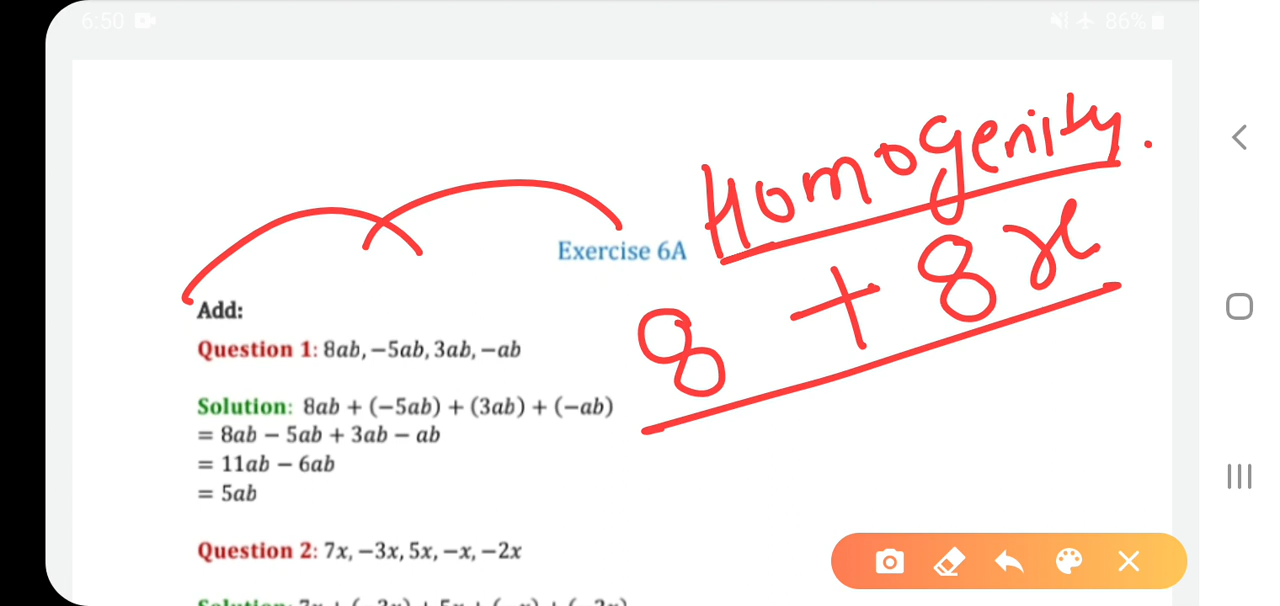 6:50 86%
Homogenity.
Exercise 6A
8 + 8x
Add:
Question 1: 8ab, −5ab, 3ab, −ab
Solution: 8ab + (−5ab) + (3ab) + (−ab)
= 8ab − 5ab + 3ab − ab
= 11ab − 6ab
= 5ab
Question 2: 7x, −3x, 5x, −x, −2x